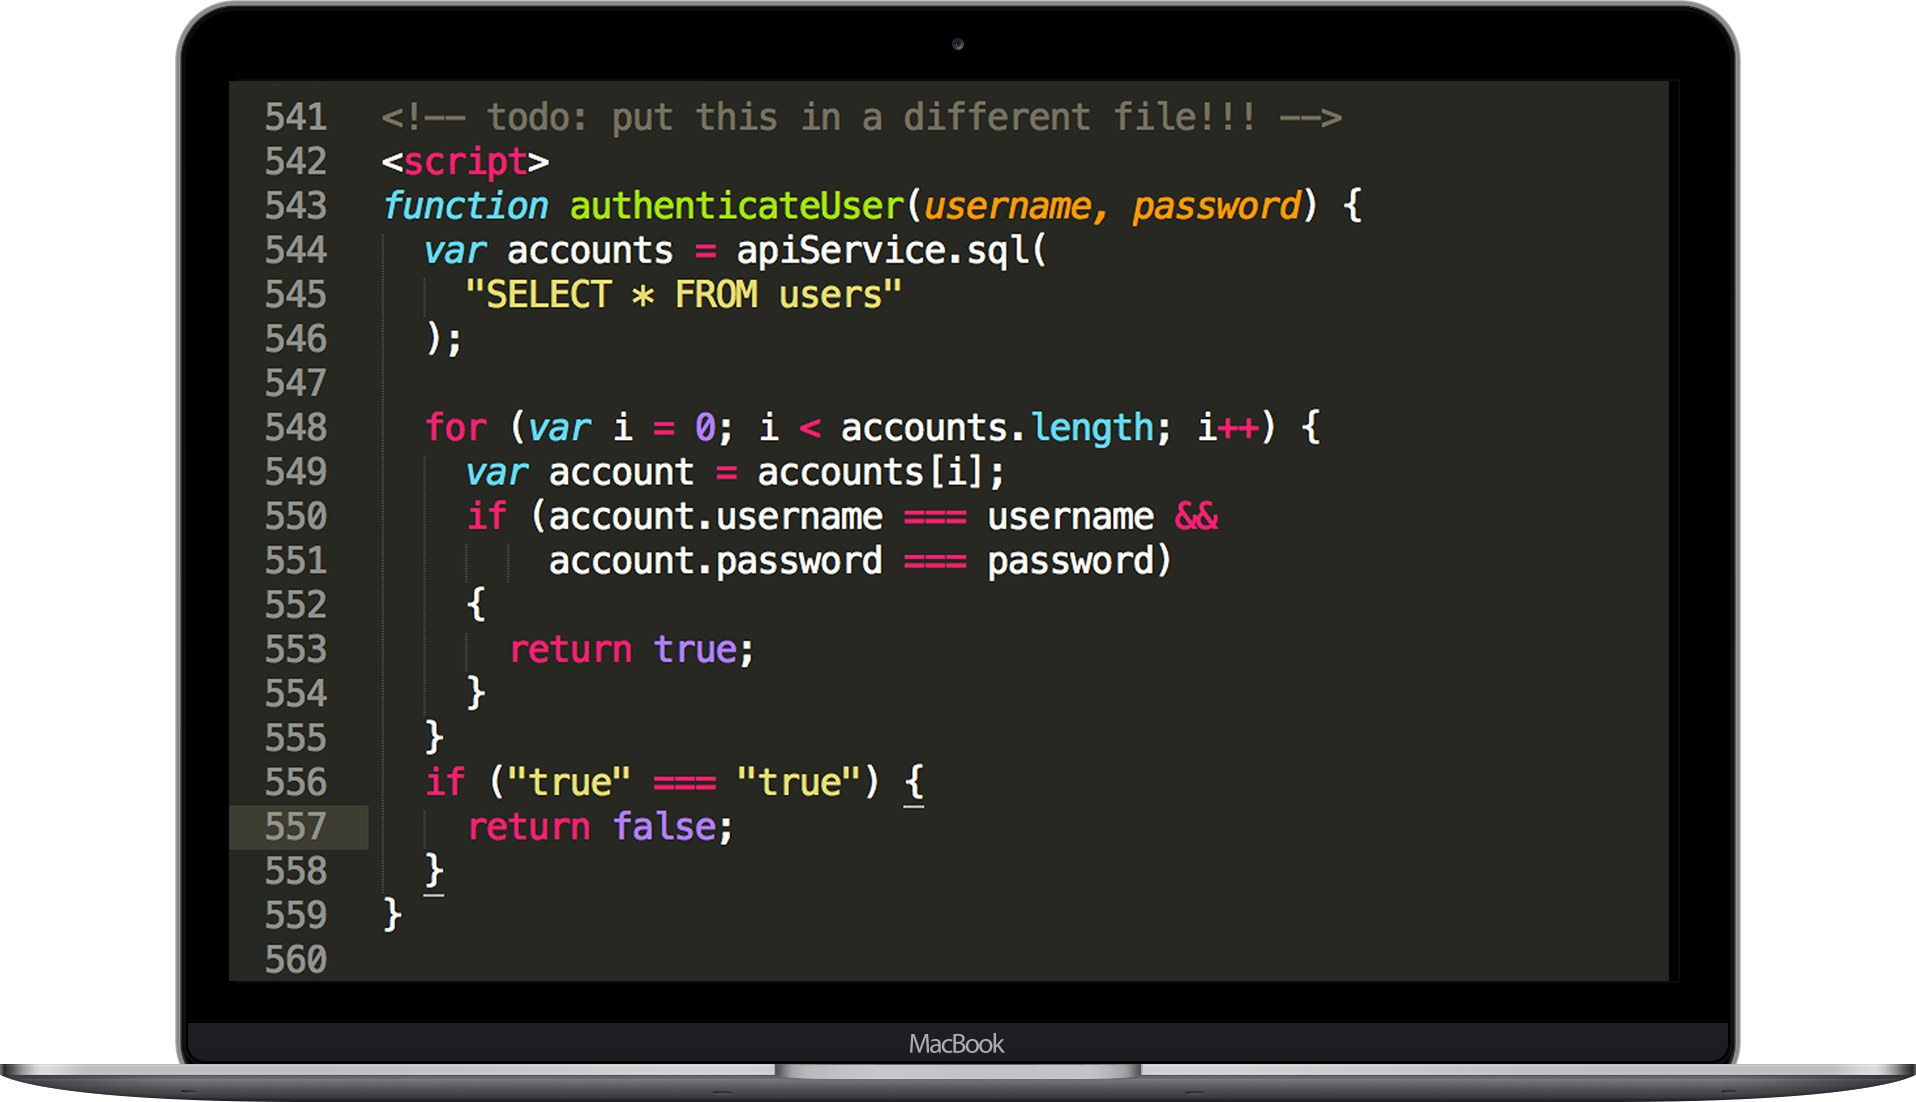 541 <!-- todo: put this in a different file!!! -->
542 <script>
543 function authenticateUser(username, password) {
544   var accounts = apiService.sql(
545     "SELECT * FROM users"
546   );
547
548   for (var i = 0; i < accounts.length; i++) {
549     var account = accounts[i];
550     if (account.username === username &&
551         account.password === password)
552     {
553       return true;
554     }
555   }
556   if ("true" === "true") {
557     return false;
558   }
559 }
560
MacBook